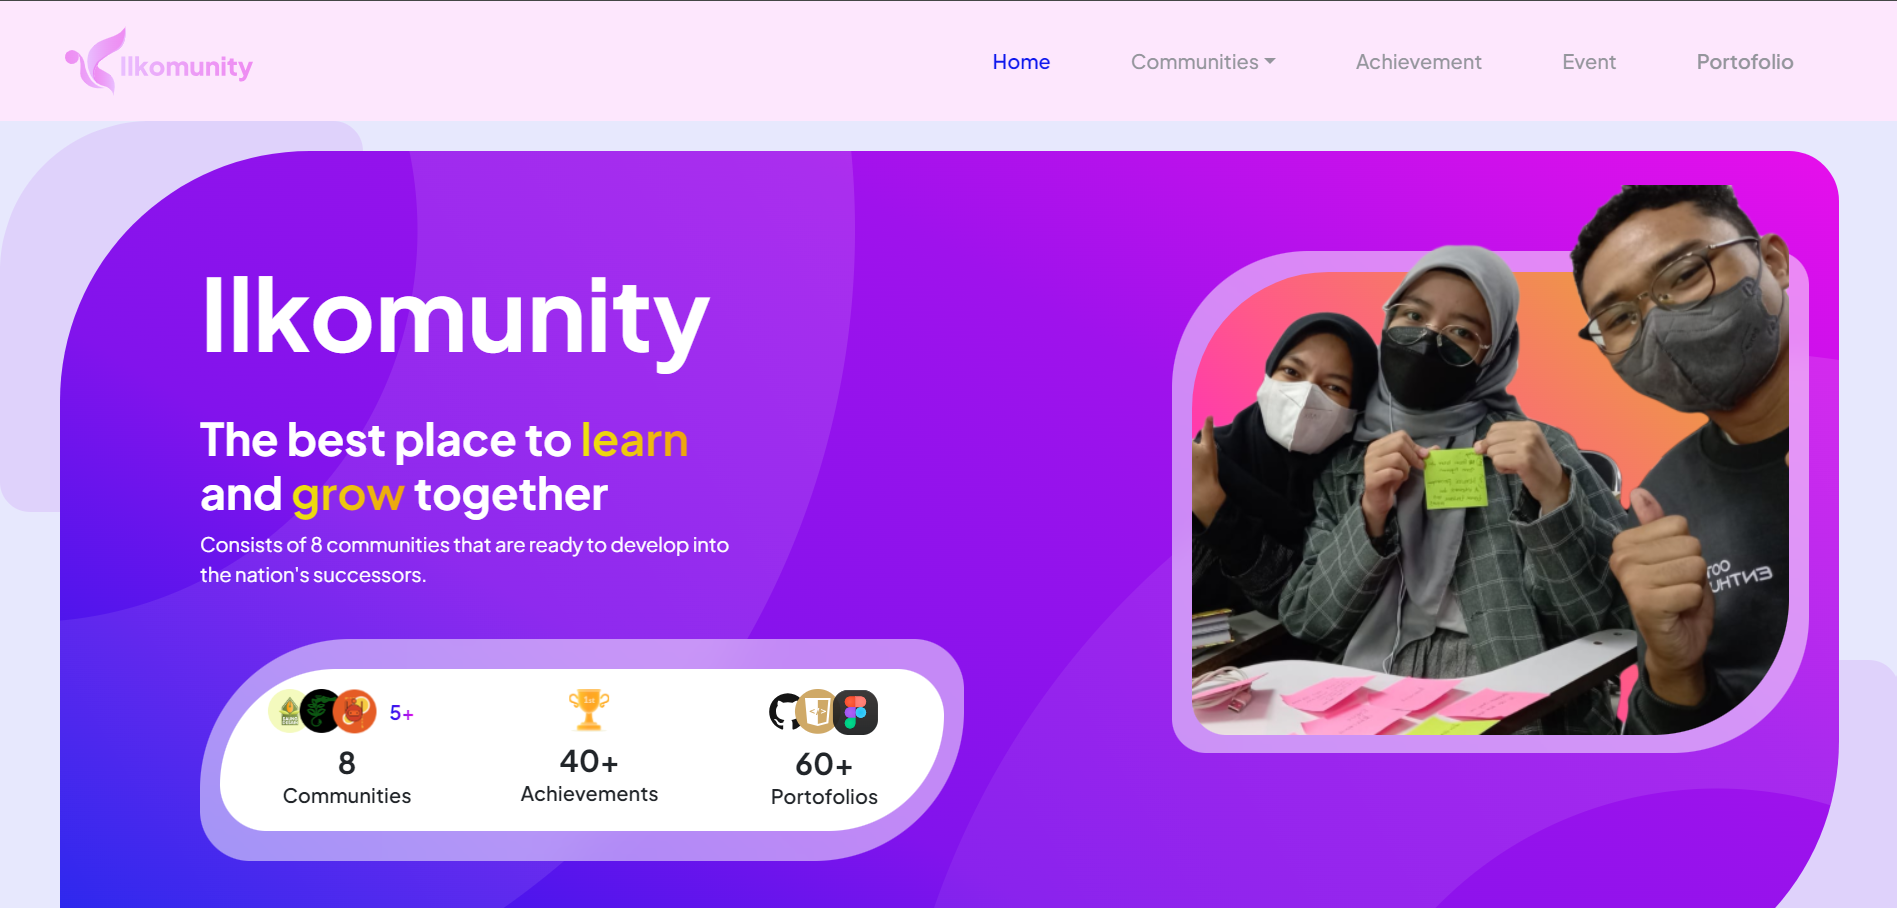 Ilkomunity
Home
Communities
Achievement
Event
Portofolio
Ilkomunity
The best place to learn
and grow together
Consists of 8 communities that are ready to develop into
the nation's successors.
5+
1st
8
Communities
40+
Achievements
</>
60+
Portofolios